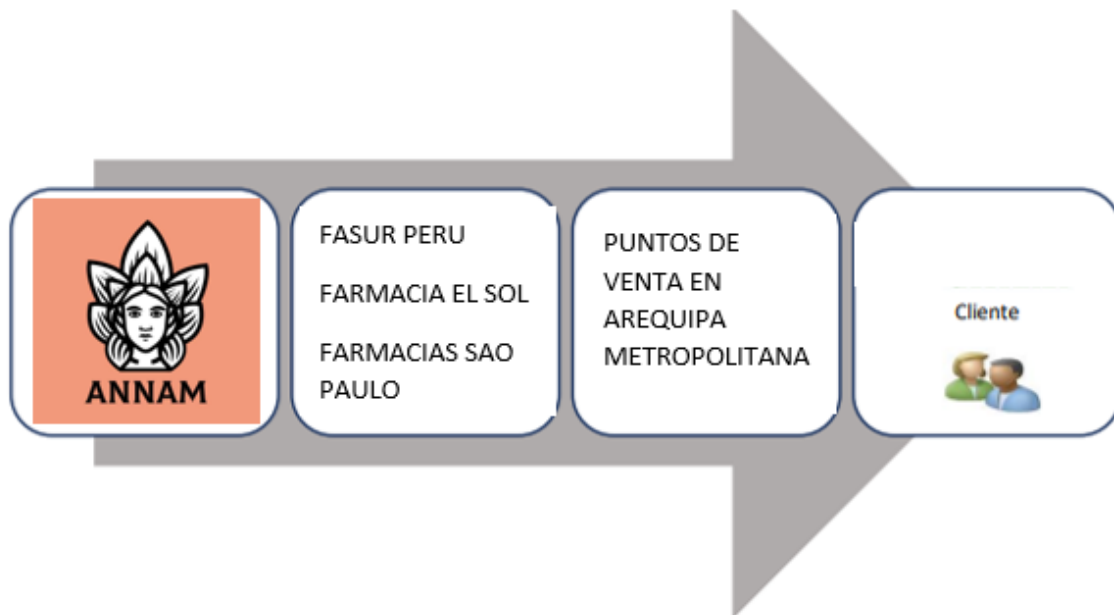 ANNAM
FASUR PERU
FARMACIA EL SOL
FARMACIAS SAO
PAULO
PUNTOS DE
VENTA EN
AREQUIPA
METROPOLITANA
Cliente